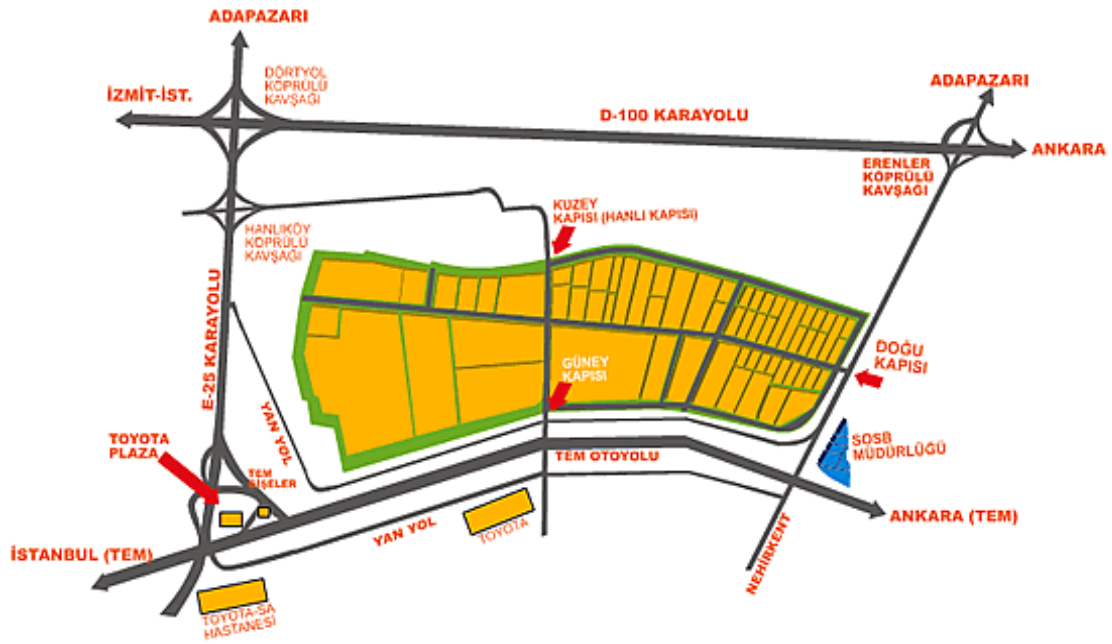 ADAPAZARI
DÖRTYOL
KÖPRÜLÜ
KAVŞAĞI
İZMİT-İST.
D-100 KARAYOLU
ADAPAZARI
ANKARA
ERENLER
KÖPRÜLÜ
KAVŞAĞI
KUZEY
KAPISI (HANLI KAPISI)
HANLIKÖY
KÖPRÜLÜ
KAVŞAĞI
E-25 KARAYOLU
GÜNEY
KAPISI
DOĞU
KAPISI
YAN YOL
TOYOTA
PLAZA
TEM
GİŞELER
TEM OTOYOLU
SOSB
MÜDÜRLÜĞÜ
ANKARA (TEM)
YAN YOL
TOYOTA
NEHİRKENT
İSTANBUL (TEM)
TOYOTA-SA
HASTANESİ